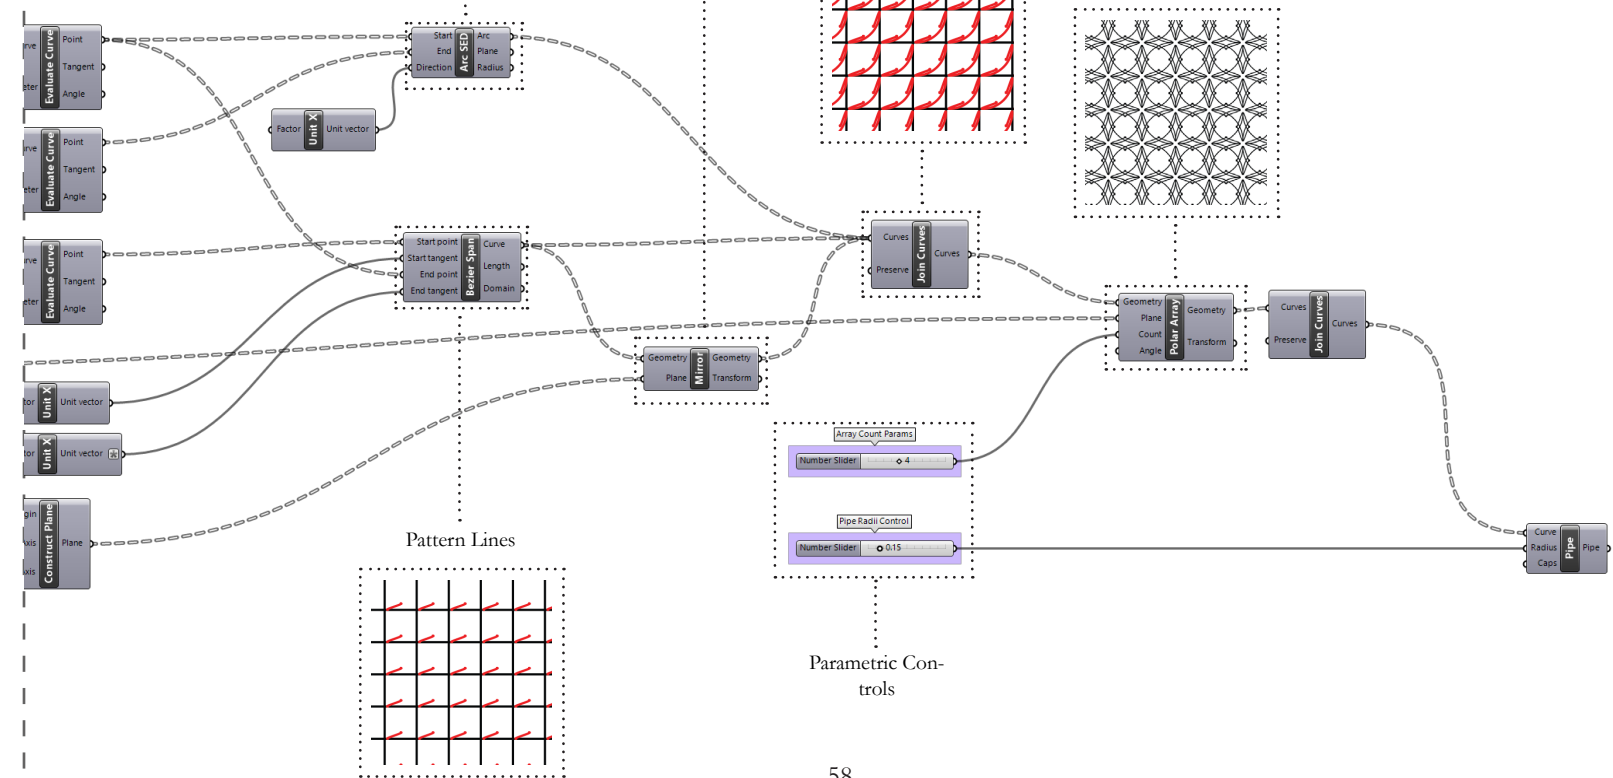 Point
Tangent
Angle
Evaluate Curve
Start
End
Direction
Arc SED
Arc
Plane
Radius
Factor
Unit X
Unit vector
Point
Tangent
Angle
Evaluate Curve
Point
Tangent
Angle
Evaluate Curve
Start point
Start tangent
End point
End tangent
Bezier Span
Curve
Length
Domain
Curves
Preserve
Join Curves
Curves
Geometry
Plane
Count
Angle
Polar Array
Geometry
Transform
Curves
Preserve
Join Curves
Curves
Geometry
Plane
Mirror
Geometry
Transform
Unit X
Unit vector
Unit X
Unit vector
Construct Plane
Plane
Array Count Params
Number Slider
4
Pipe Radii Control
Number Slider
0.15
Curve
Radius
Caps
Pipe
Pipe
Pattern Lines
Parametric Con-
trols
58